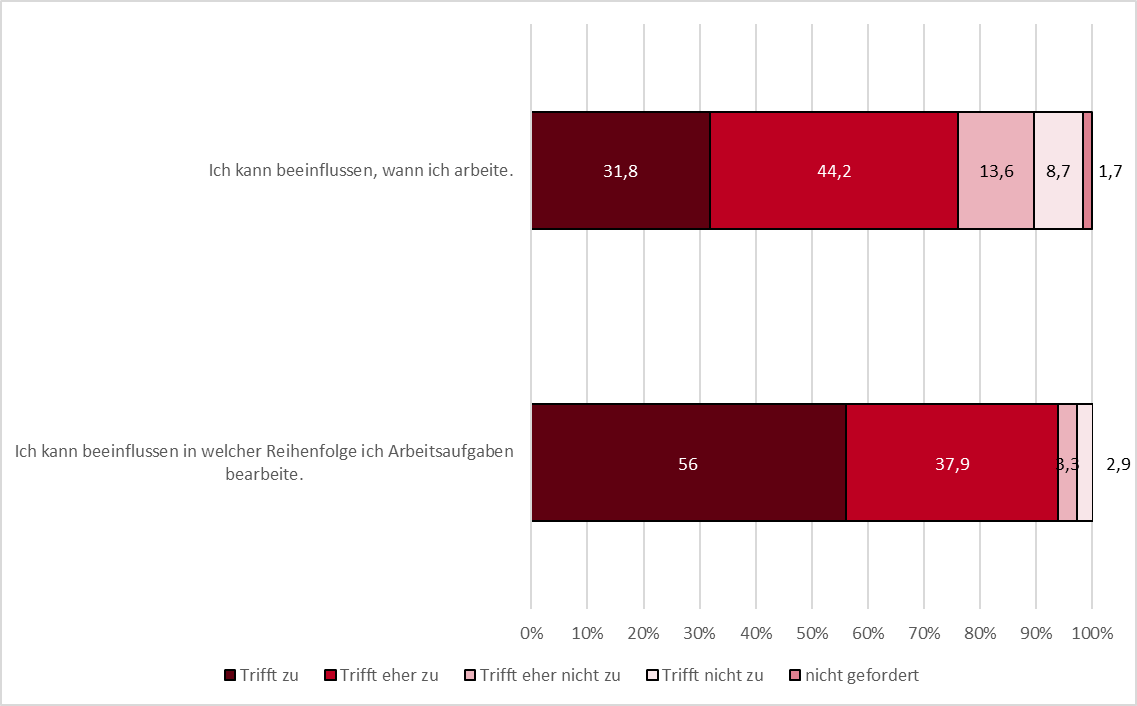 Ich kann beeinflussen, wann ich arbeite.
31,8 44,2 13,6 8,7 1,7
Ich kann beeinflussen in welcher Reihenfolge ich Arbeitsaufgaben
bearbeite.
56 37,9 3,3 2,9
0% 10% 20% 30% 40% 50% 60% 70% 80% 90% 100%
Trifft zu Trifft eher zu Trifft eher nicht zu Trifft nicht zu nicht gefordert